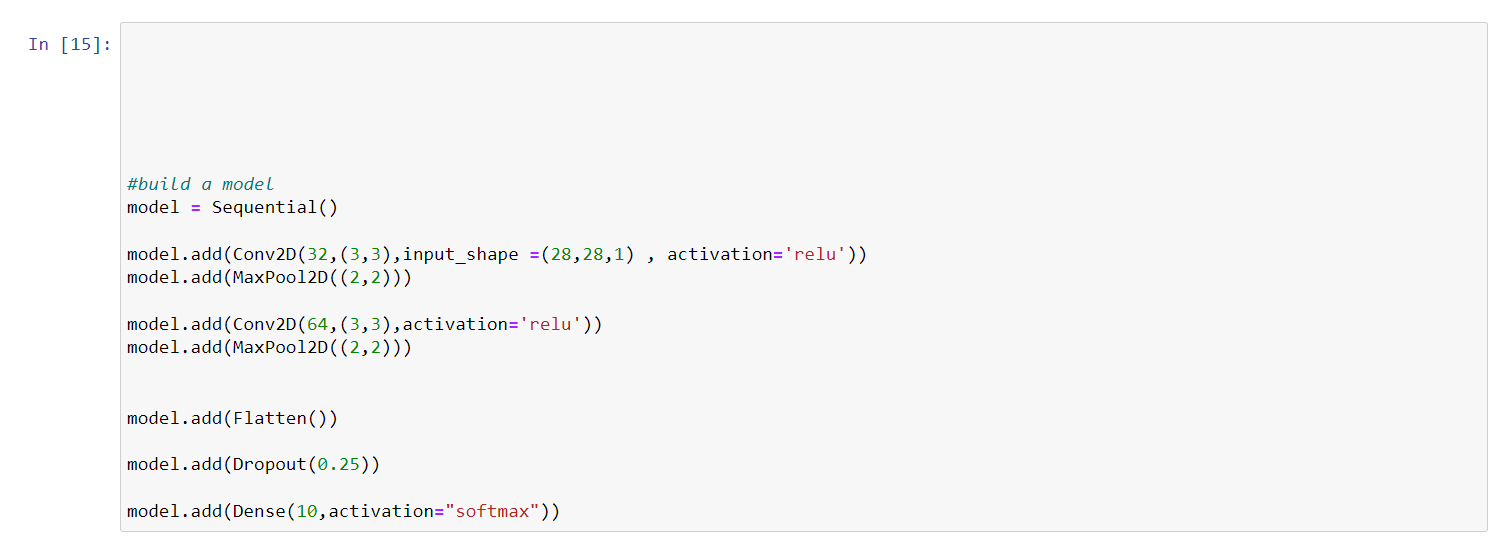 In [15]:
#build a model
model = Sequential()
model.add(Conv2D(32,(3,3),input_shape =(28,28,1) , activation='relu'))
model.add(MaxPool2D((2,2)))
model.add(Conv2D(64,(3,3),activation='relu'))
model.add(MaxPool2D((2,2)))
model.add(Flatten())
model.add(Dropout(0.25))
model.add(Dense(10,activation="softmax"))